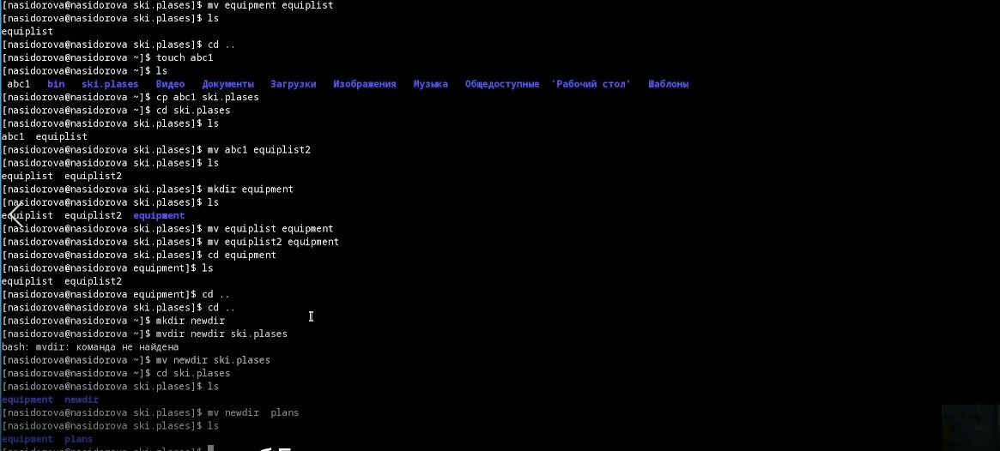 [nasidorova@nasidorova ski.plases]$ mv equipment equiplist
[nasidorova@nasidorova ski.plases]$ ls
equiplist
[nasidorova@nasidorova ski.plases]$ cd ..
[nasidorova@nasidorova ~]$ touch abc1
[nasidorova@nasidorova ~]$ ls
abc1 bin ski.plases Видео Документы Загрузки Изображения Музыка Общедоступные 'Рабочий стол' Шаблоны
[nasidorova@nasidorova ~]$ cp abc1 ski.plases
[nasidorova@nasidorova ~]$ cd ski.plases
[nasidorova@nasidorova ski.plases]$ ls
abc1 equiplist
[nasidorova@nasidorova ski.plases]$ mv abc1 equiplist2
[nasidorova@nasidorova ski.plases]$ ls
equiplist equiplist2
[nasidorova@nasidorova ski.plases]$ mkdir equipment
[nasidorova@nasidorova ski.plases]$ ls
equiplist equiplist2 equipment
[nasidorova@nasidorova ski.plases]$ mv equiplist equipment
[nasidorova@nasidorova ski.plases]$ mv equiplist2 equipment
[nasidorova@nasidorova ski.plases]$ cd equipment
[nasidorova@nasidorova equipment]$ ls
equiplist equiplist2
[nasidorova@nasidorova equipment]$ cd ..
[nasidorova@nasidorova ski.plases]$ cd ..
[nasidorova@nasidorova ~]$ mkdir newdir
[nasidorova@nasidorova ~]$ mvdir newdir ski.plases
bash: mvdir: команда не найдена
[nasidorova@nasidorova ~]$ mv newdir ski.plases
[nasidorova@nasidorova ~]$ cd ski.plases
[nasidorova@nasidorova ski.plases]$ ls
equipment newdir
[nasidorova@nasidorova ski.plases]$ mv newdir  plans
[nasidorova@nasidorova ski.plases]$ ls
equipment plans
[nasidorova@nasidorova ski.plases]$